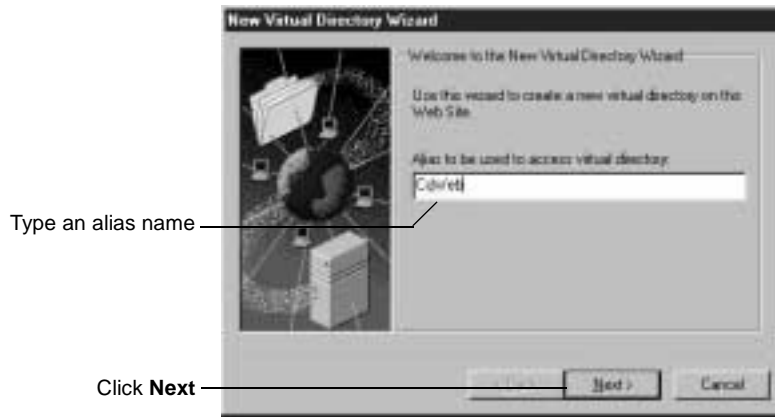 New Virtual Directory Wizard
Welcome to the New Virtual Directory Wizard
Use this wizard to create a new virtual directory on this
Web Site.
Alias to be used to access virtual directory:
Type an alias name
Click Next
Next >
Cancel